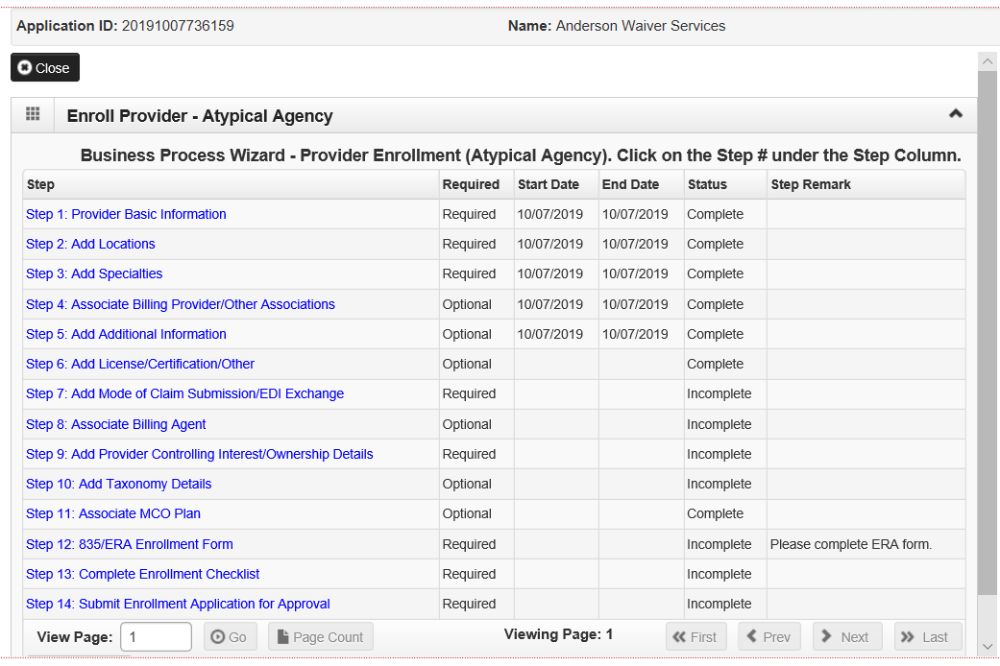 Application ID: 20191007736159 Name: Anderson Waiver Services
Close
Enroll Provider - Atypical Agency
Business Process Wizard - Provider Enrollment (Atypical Agency). Click on the Step # under the Step Column.
Step Required Start Date End Date Status Step Remark
Step 1: Provider Basic Information Required 10/07/2019 10/07/2019 Complete
Step 2: Add Locations Required 10/07/2019 10/07/2019 Complete
Step 3: Add Specialties Required 10/07/2019 10/07/2019 Complete
Step 4: Associate Billing Provider/Other Associations Optional 10/07/2019 10/07/2019 Complete
Step 5: Add Additional Information Optional 10/07/2019 10/07/2019 Complete
Step 6: Add License/Certification/Other Optional Complete
Step 7: Add Mode of Claim Submission/EDI Exchange Required Incomplete
Step 8: Associate Billing Agent Optional Incomplete
Step 9: Add Provider Controlling Interest/Ownership Details Required Incomplete
Step 10: Add Taxonomy Details Optional Incomplete
Step 11: Associate MCO Plan Optional Complete
Step 12: 835/ERA Enrollment Form Required Incomplete Please complete ERA form.
Step 13: Complete Enrollment Checklist Required Incomplete
Step 14: Submit Enrollment Application for Approval Required Incomplete
View Page: 1 Go Page Count Viewing Page: 1 First Prev Next Last